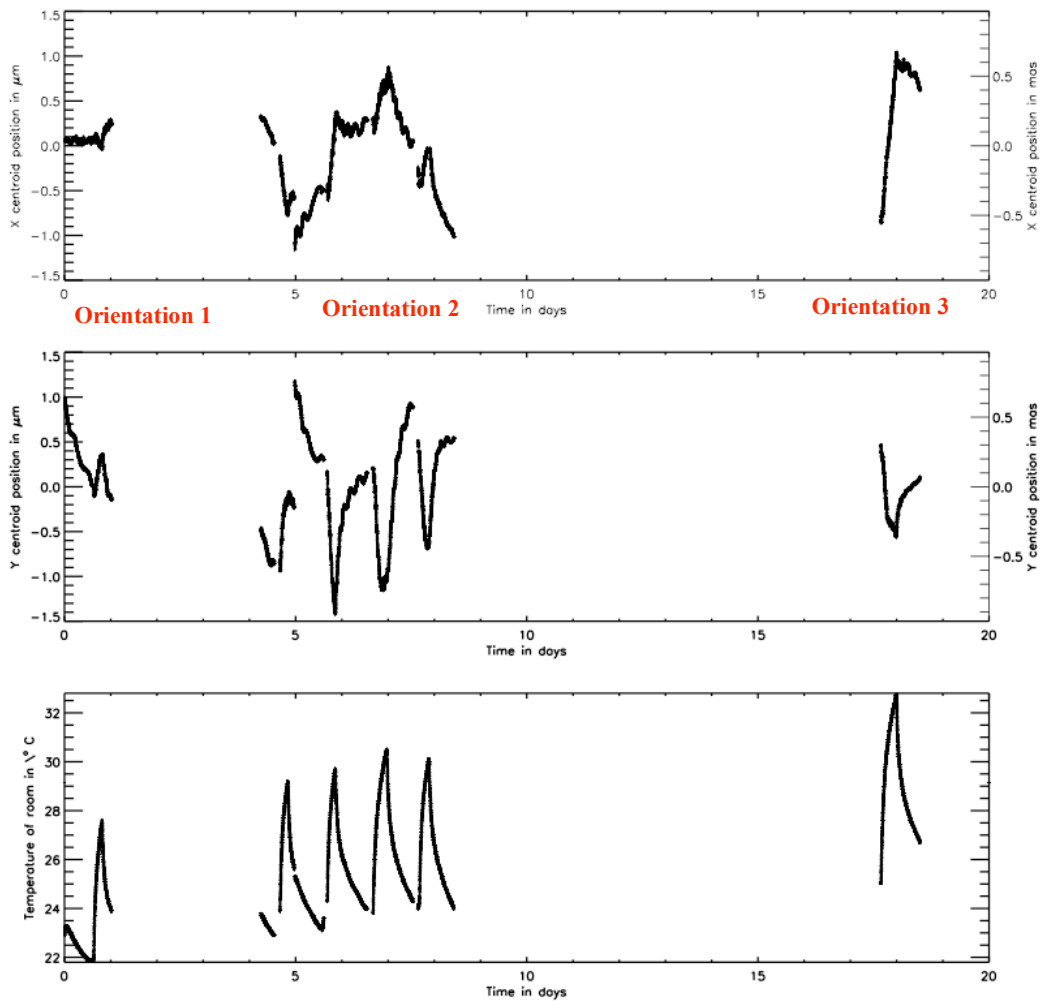 X centroid position in μm
1.5
1.0
0.5
0.0
−0.5
−1.0
−1.5
0.5
0.0
−0.5
X centroid position in mas
0 5 10 15 20
Time in days
Orientation 1
Orientation 2
Orientation 3
Y centroid position in μm
1.5
1.0
0.5
0.0
−0.5
−1.0
−1.5
0.5
0.0
−0.5
Y centroid position in mas
0 5 10 15 20
Time in days
Temperature of room in \° C
32
30
28
26
24
22
0 5 10 15 20
Time in days